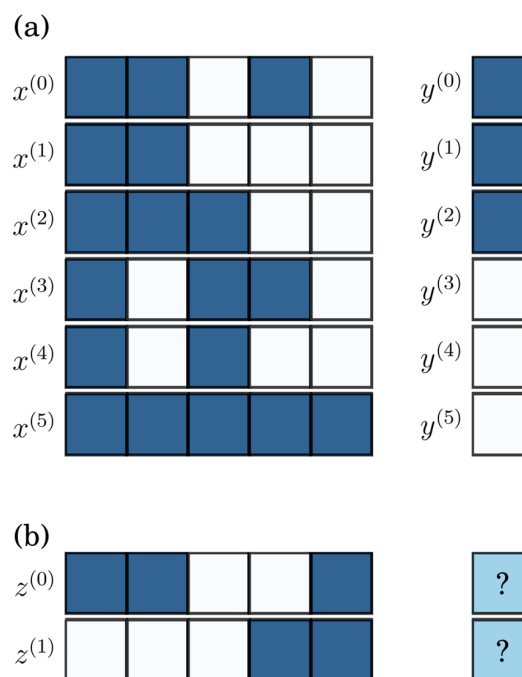 (a)
x^(0) y^(0)
x^(1) y^(1)
x^(2) y^(2)
x^(3) y^(3)
x^(4) y^(4)
x^(5) y^(5)
(b)
z^(0) ?
z^(1) ?